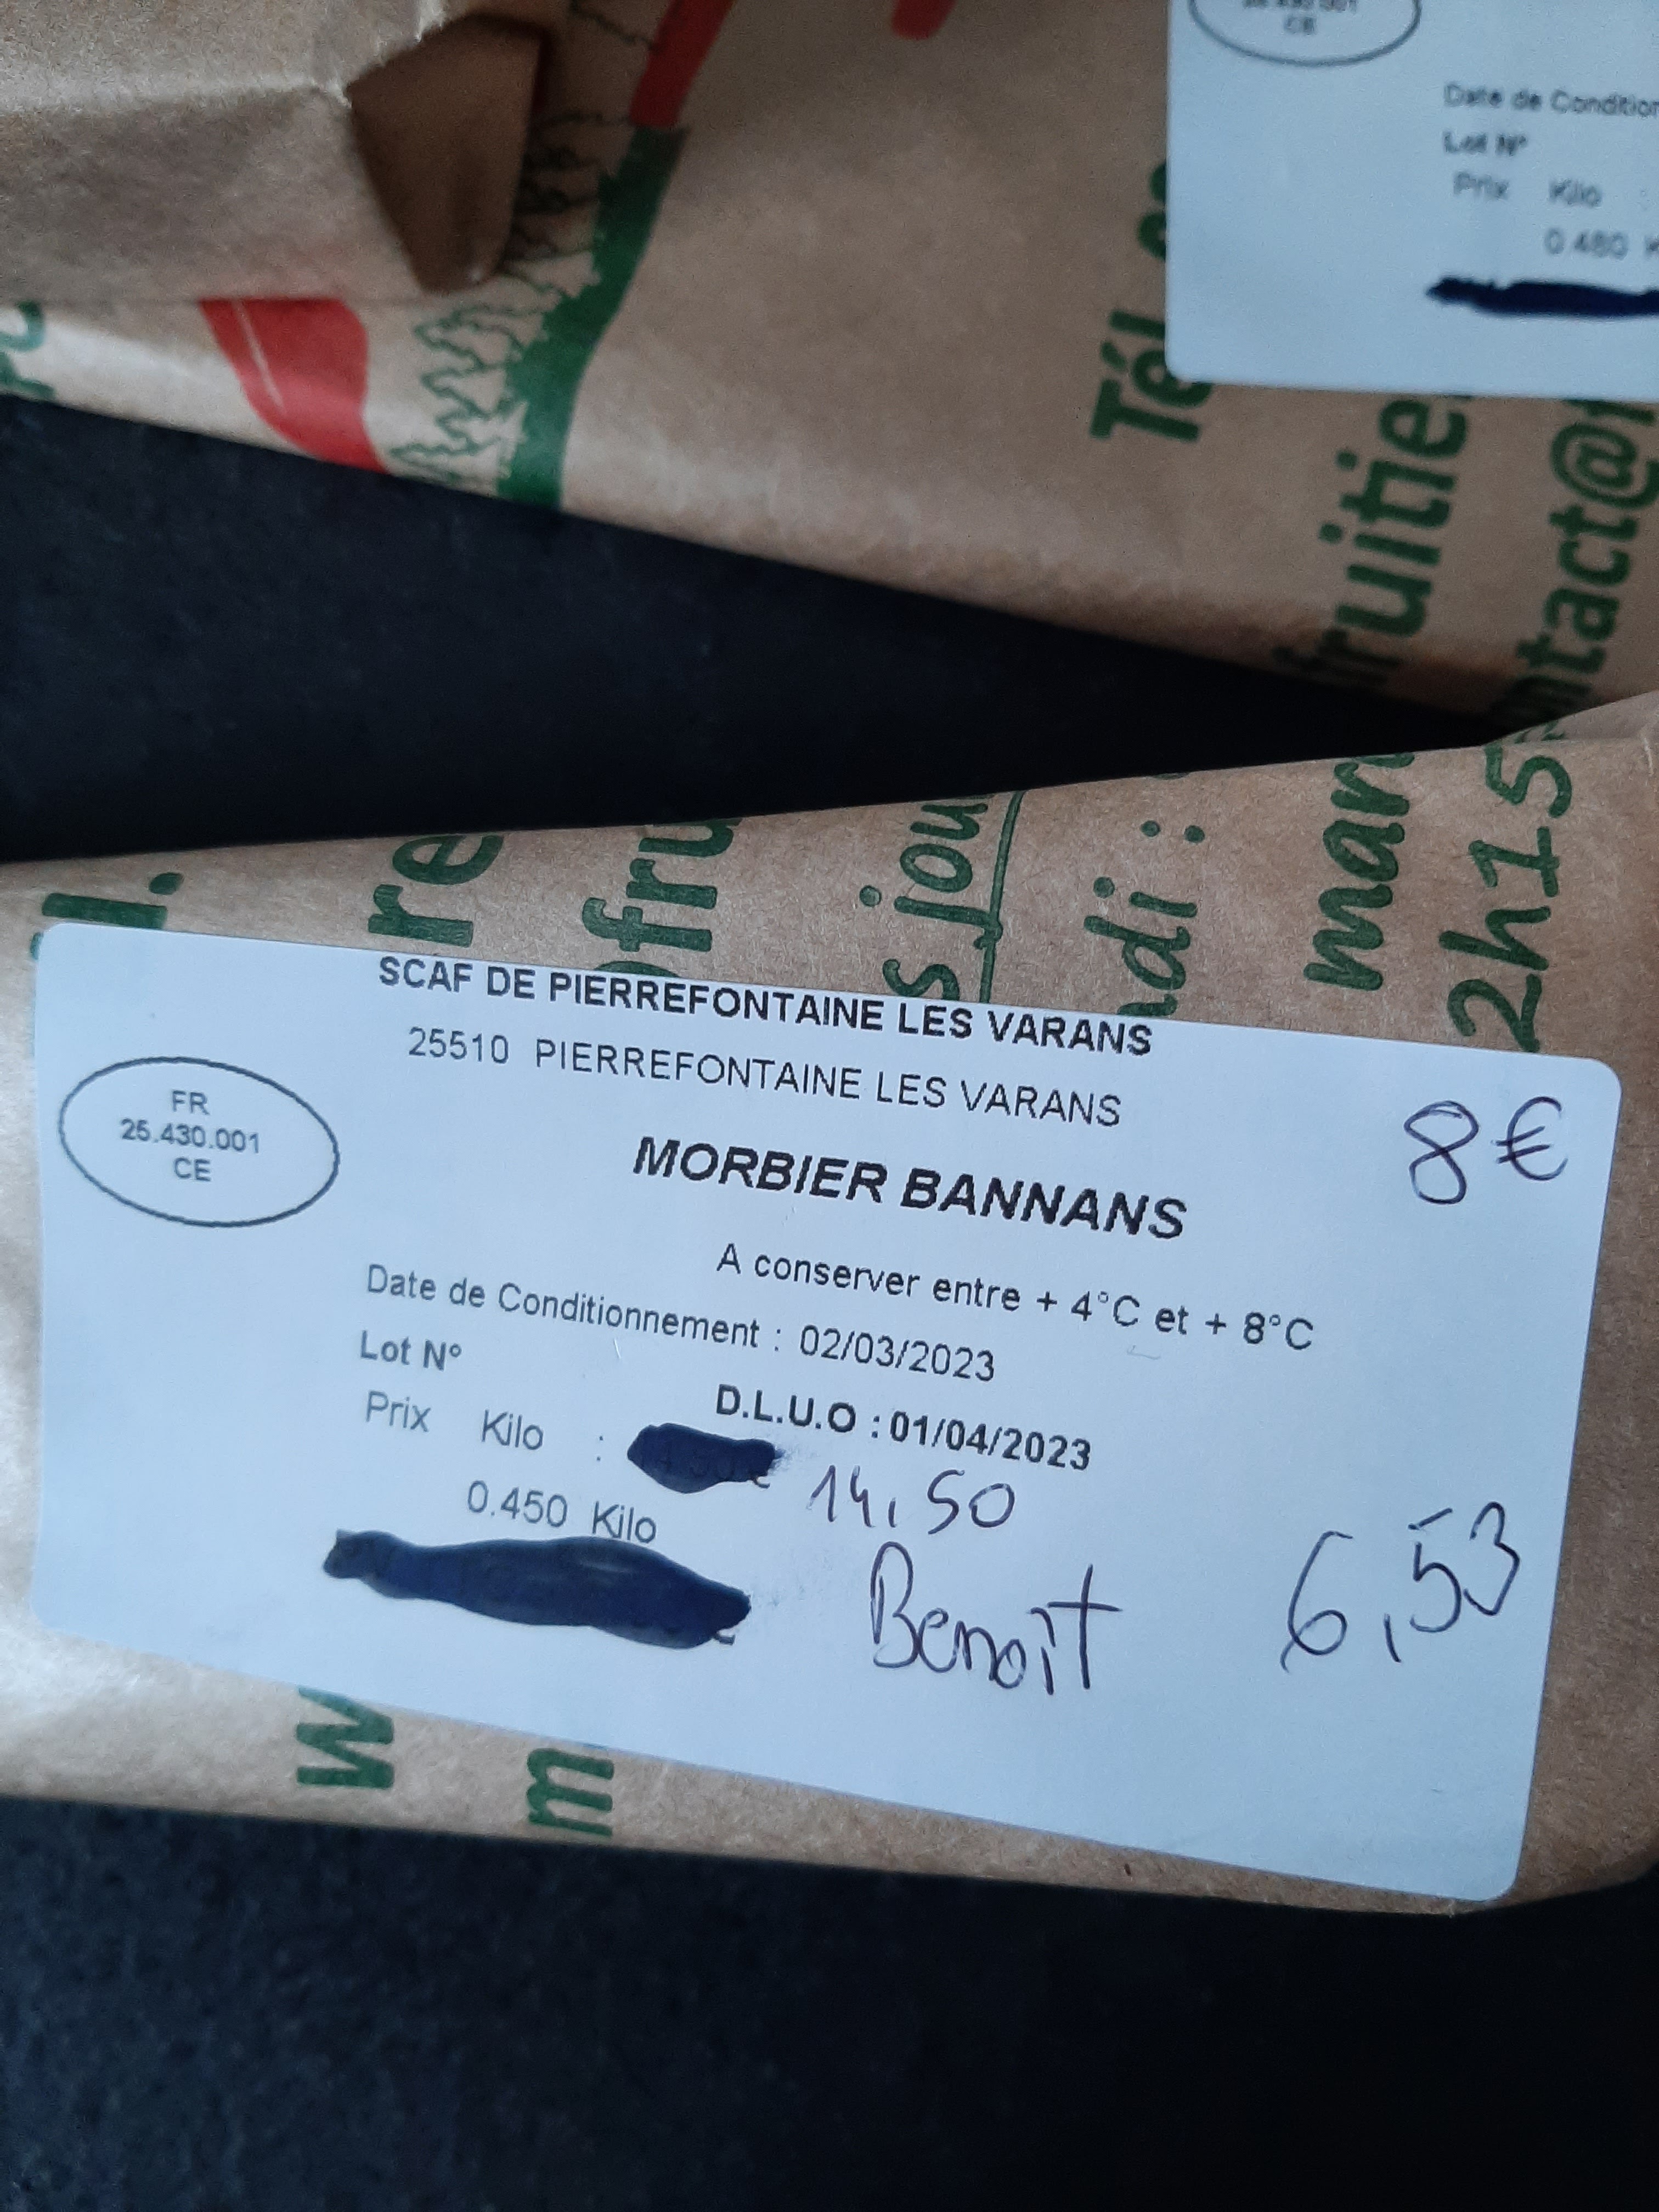 CE
Date de Condition
Lot N°
Prix Kilo
0.480
Tél
fruitie
ntact@
re
fru
s jou
ndi :
man
2h15
SCAF DE PIERREFONTAINE LES VARANS
25510 PIERREFONTAINE LES VARANS
FR
25.430.001
CE
MORBIER BANNANS
8€
A conserver entre + 4°C et + 8°C
Date de Conditionnement : 02/03/2023
Lot N°
D.L.U.O : 01/04/2023
Prix Kilo : 14,50
0.450 Kilo
Benoît 6,53
w
m